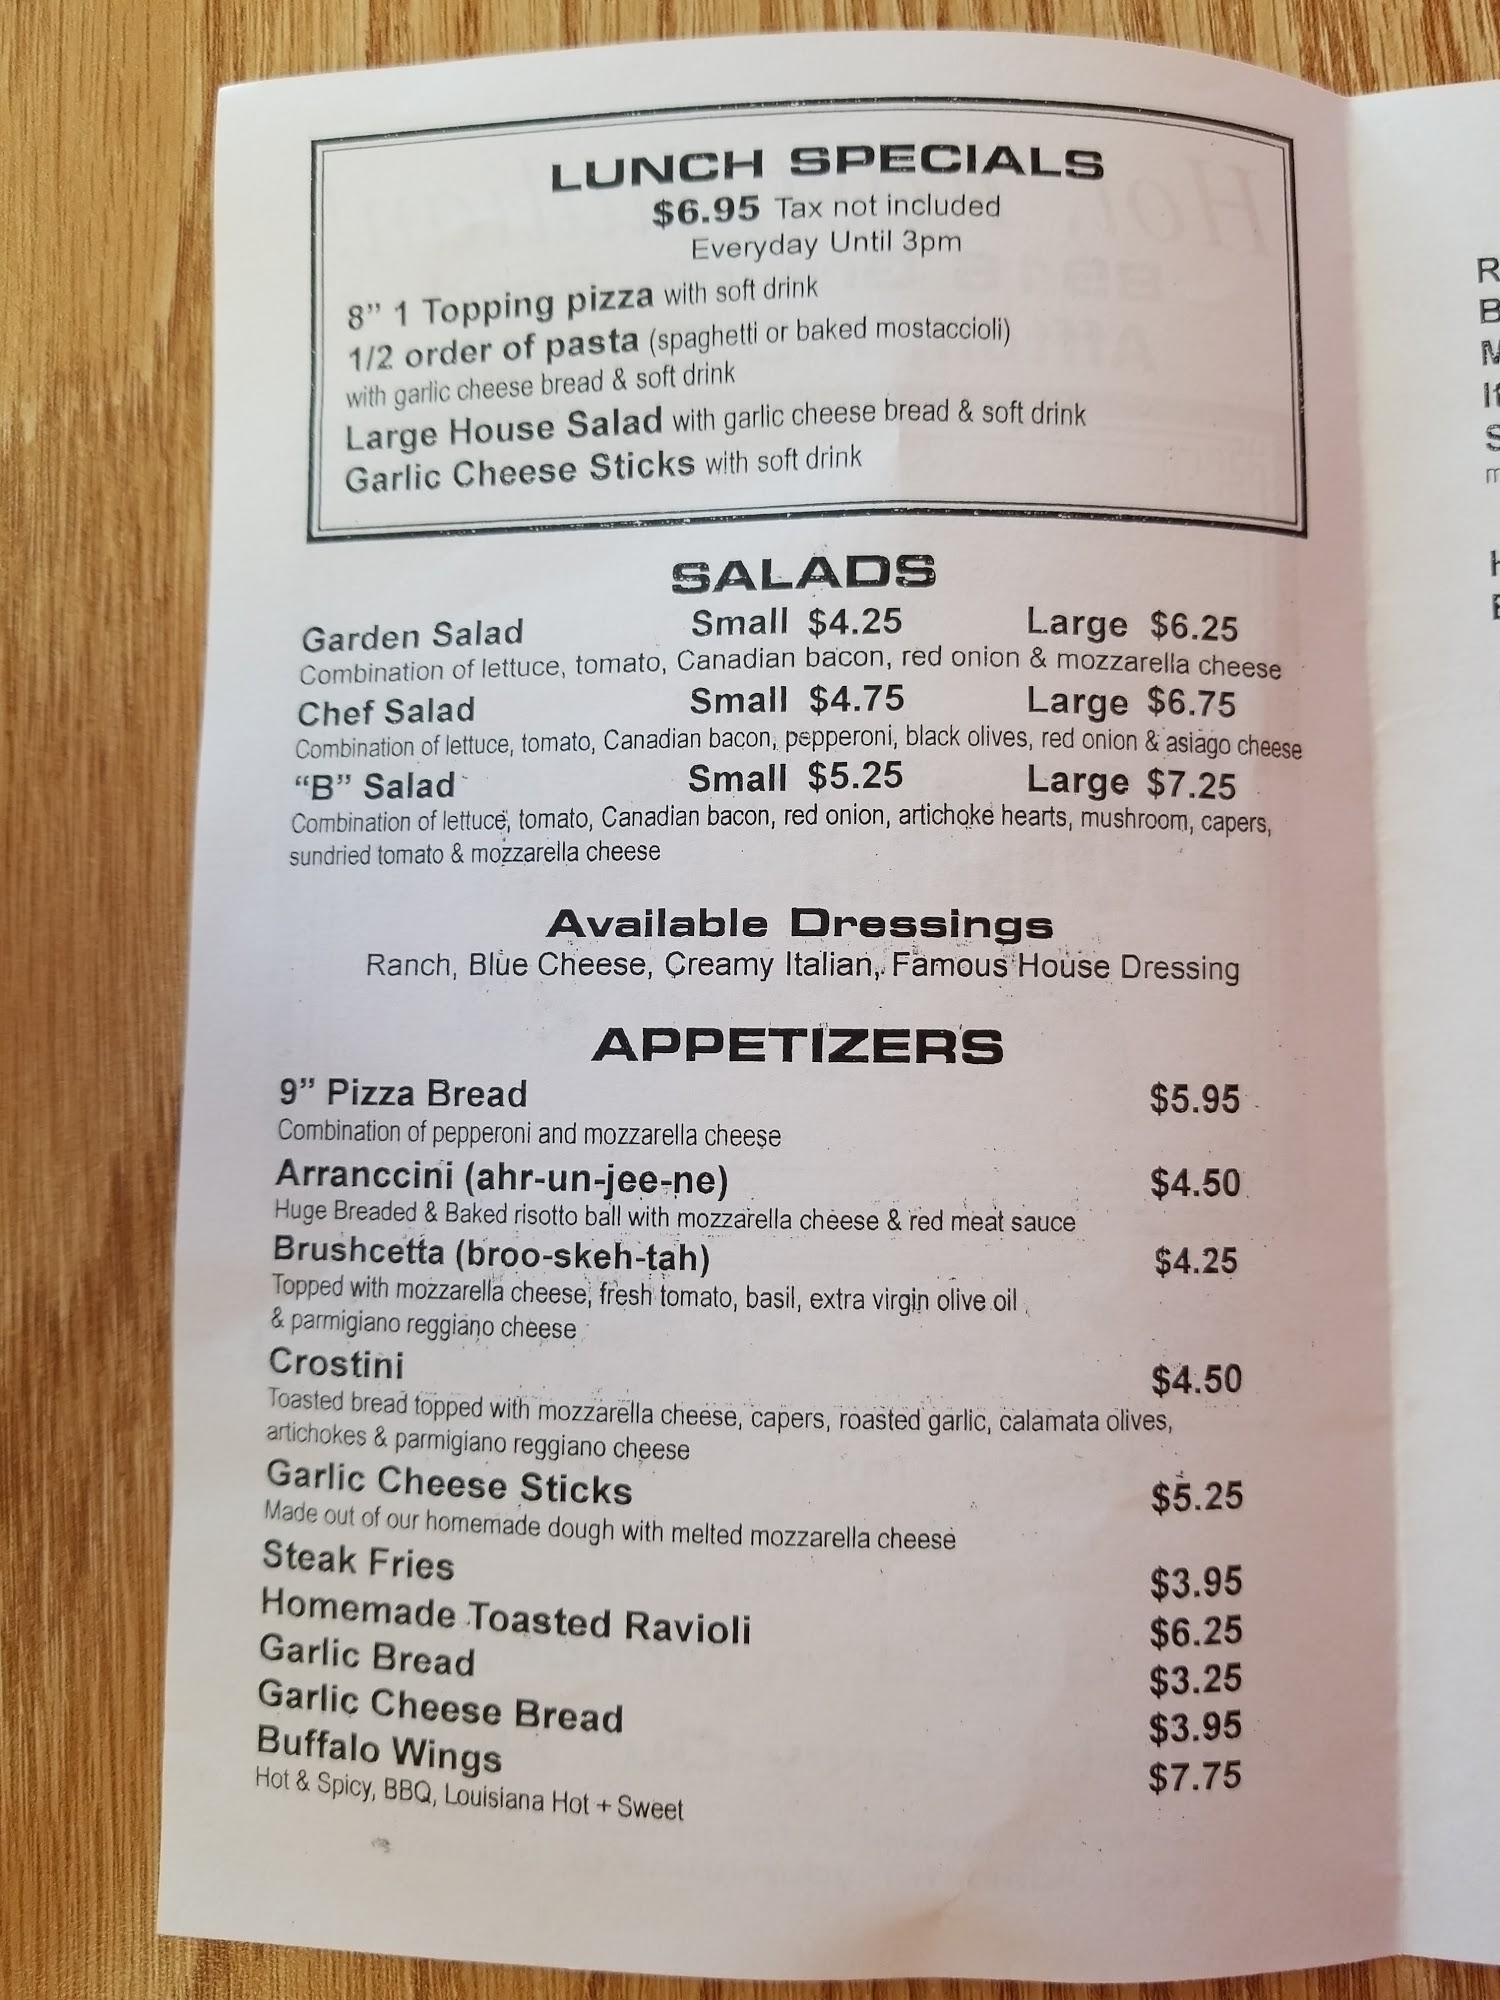 LUNCH SPECIALS
$6.95 Tax not included
Everyday Until 3pm
8" 1 Topping pizza with soft drink
1/2 order of pasta (spaghetti or baked mostaccioli)
with garlic cheese bread & soft drink
Large House Salad with garlic cheese bread & soft drink
Garlic Cheese Sticks with soft drink
SALADS
Garden Salad Small $4.25 Large $6.25
Combination of lettuce, tomato, Canadian bacon, red onion & mozzarella cheese
Chef Salad Small $4.75 Large $6.75
Combination of lettuce, tomato, Canadian bacon, pepperoni, black olives, red onion & asiago cheese
"B" Salad Small $5.25 Large $7.25
Combination of lettuce, tomato, Canadian bacon, red onion, artichoke hearts, mushroom, capers,
sundried tomato & mozzarella cheese
Available Dressings
Ranch, Blue Cheese, Creamy Italian, Famous House Dressing
APPETIZERS
9" Pizza Bread $5.95
Combination of pepperoni and mozzarella cheese
Arranccini (ahr-un-jee-ne) $4.50
Huge Breaded & Baked risotto ball with mozzarella cheese & red meat sauce
Brushcetta (broo-skeh-tah) $4.25
Topped with mozzarella cheese, fresh tomato, basil, extra virgin olive oil
& parmigiano reggiano cheese
Crostini $4.50
Toasted bread topped with mozzarella cheese, capers, roasted garlic, calamata olives,
artichokes & parmigiano reggiano cheese
Garlic Cheese Sticks $5.25
Made out of our homemade dough with melted mozzarella cheese
Steak Fries $3.95
Homemade Toasted Ravioli $6.25
Garlic Bread $3.25
Garlic Cheese Bread $3.95
Buffalo Wings $7.75
Hot & Spicy, BBQ, Louisiana Hot + Sweet